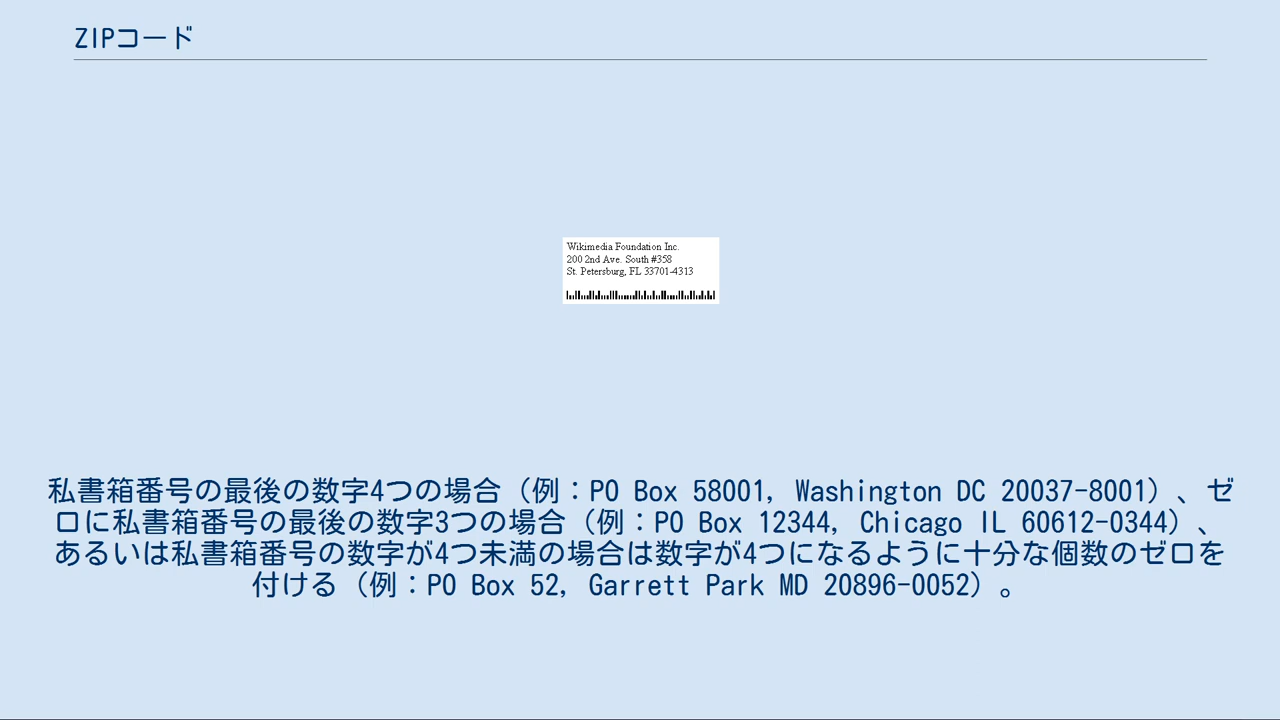 ZIPコード
Wikimedia Foundation Inc.
200 2nd Ave. South #358
St. Petersburg, FL 33701-4313
私書箱番号の最後の数字4つの場合（例：PO Box 58001, Washington DC 20037-8001）、ゼ
ロに私書箱番号の最後の数字3つの場合（例：PO Box 12344, Chicago IL 60612-0344）、
あるいは私書箱番号の数字が4つ未満の場合は数字が4つになるように十分な個数のゼロを
付ける（例：PO Box 52, Garrett Park MD 20896-0052）。